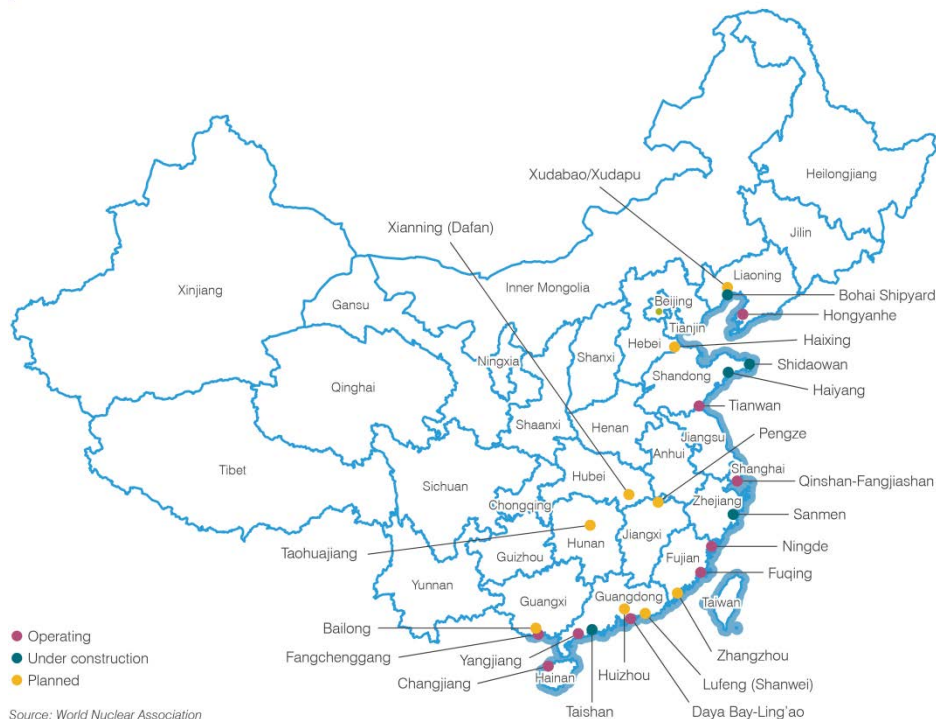 Xudabao/Xudapu
Heilongjiang
Xianning (Dafan)
Jilin
Liaoning
Xinjiang
Inner Mongolia
Gansu
Beijing
Bohai Shipyard
Hongyanhe
Tianjin
Hebei
Haixing
Ningxia
Shanxi
Shidaowan
Qinghai
Shandong
Haiyang
Tianwan
Shaanxi
Henan
Jiangsu
Pengze
Anhui
Tibet
Hubei
Shanghai
Sichuan
Qinshan-Fangjiashan
Chongqing
Zhejiang
Sanmen
Taohuajiang
Hunan
Jiangxi
Ningde
Guizhou
Fujian
Fuqing
Yunnan
Guangxi
Guangdong
Taiwan
Bailong
Operating
Fangchenggang
Yangjiang
Huizhou
Zhangzhou
Under construction
Changjiang
Hainan
Lufeng (Shanwei)
Planned
Taishan
Daya Bay-Ling'ao
Source: World Nuclear Association